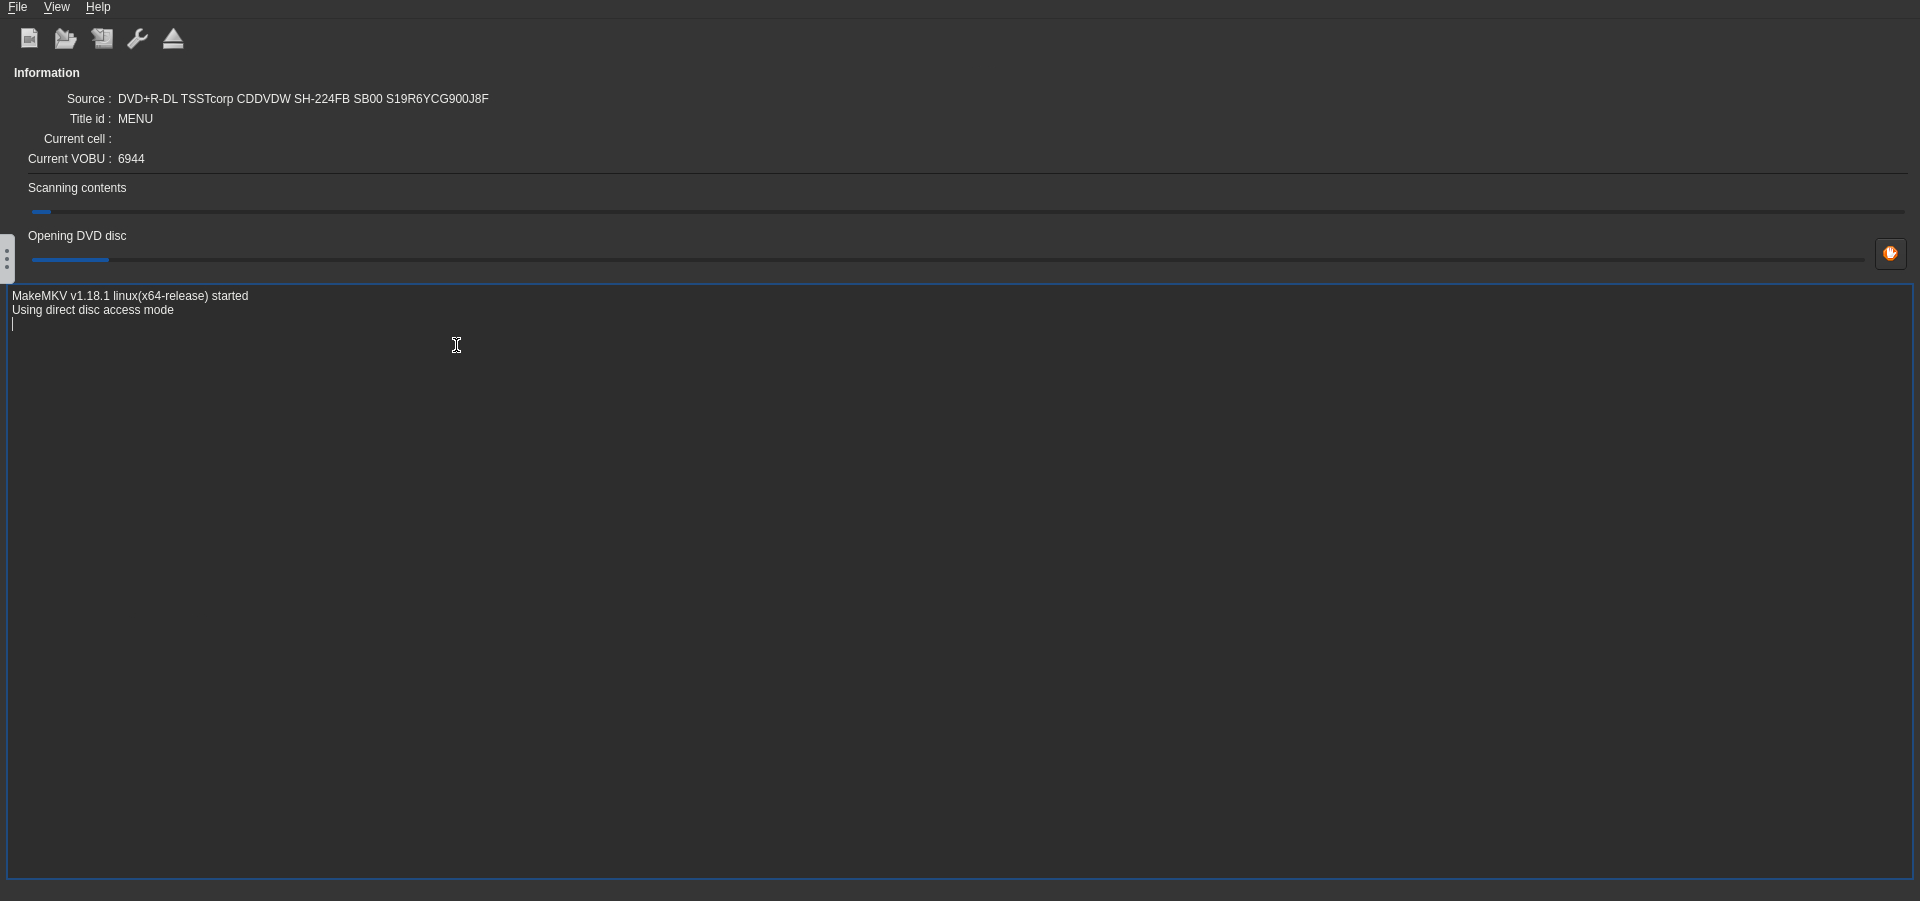 File View Help
Information
Source : DVD+R-DL TSSTcorp CDDVDW SH-224FB SB00 S19R6YCG900J8F
Title id : MENU
Current cell :
Current VOBU : 6944
Scanning contents
Opening DVD disc
MakeMKV v1.18.1 linux(x64-release) started
Using direct disc access mode